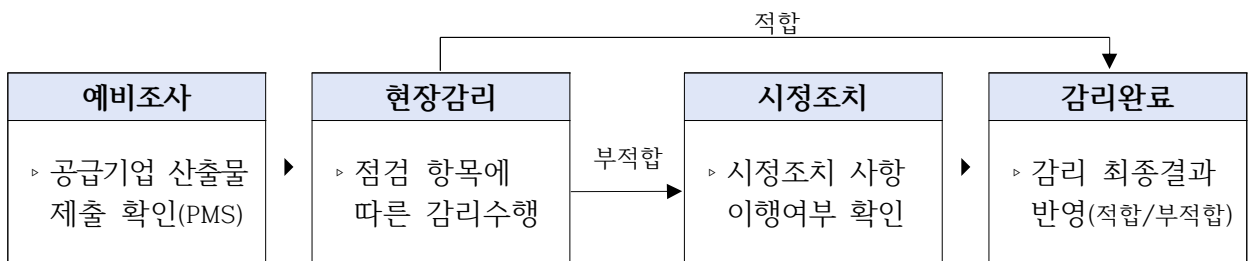 적합
예비조사
▹ 공급기업 산출물
제출 확인(PMS)
현장감리
▹ 점검 항목에
따른 감리수행
부적합
시정조치
▹ 시정조치 사항
이행여부 확인
감리완료
▹ 감리 최종결과
반영(적합/부적합)